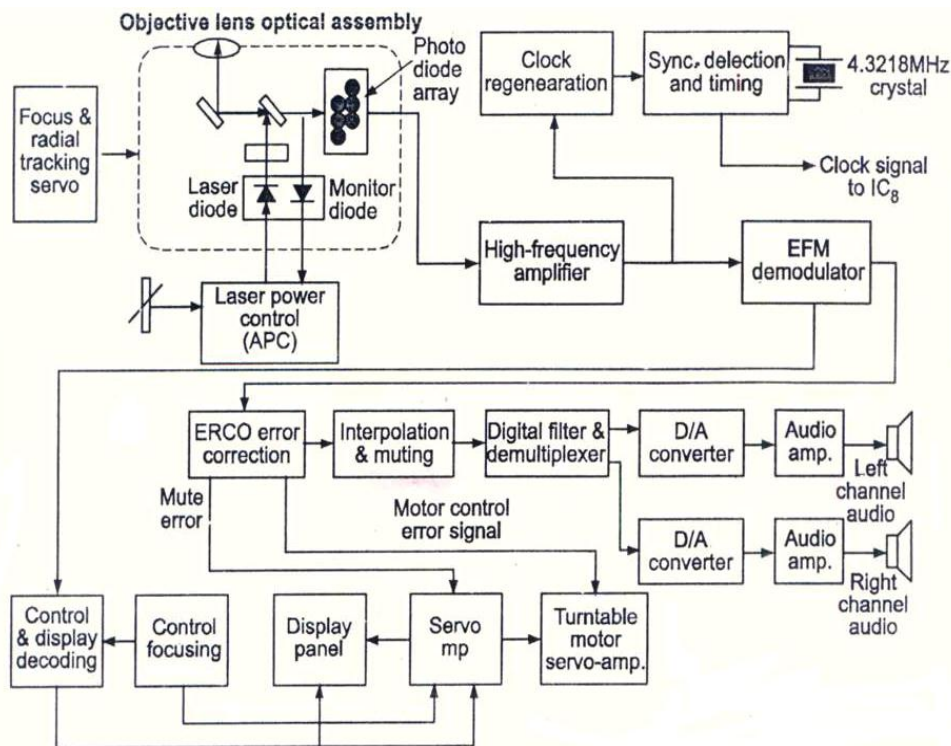 Objective lens optical assembly
Photo
diode
array
Clock
regenearation
Sync. detection
and timing
4.3218MHz
crystal
Focus &
radial
tracking
servo
Laser
diode
Monitor
diode
Clock signal
to IC8
High-frequency
amplifier
EFM
demodulator
Laser power
control
(APC)
ERCO error
correction
Interpolation
& muting
Digital filter &
demultiplexer
D/A
converter
Audio
amp.
Left
channel
audio
Mute
error
Motor control
error signal
D/A
converter
Audio
amp.
Right
channel
audio
Control
& display
decoding
Control
focusing
Display
panel
Servo
mp
Turntable
motor
servo-amp.